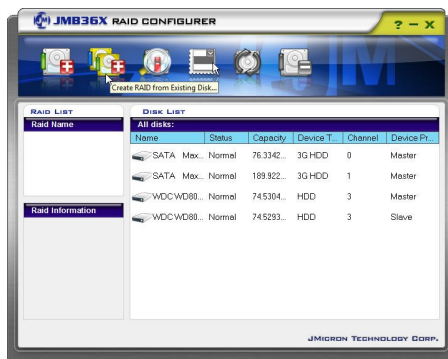 JMB36X RAID CONFIGURER
? – X
Create RAID from Existing Disk...
RAID LIST
Raid Name
Raid Information
DISK LIST
All disks:
Name Status Capacity Device T... Channel Device Pr...
SATA Max... Normal 76.3342... 3G HDD 0 Master
SATA Max... Normal 189.922... 3G HDD 1 Master
WDC WD80... Normal 74.5304... HDD 3 Master
WDC WD80... Normal 74.5293... HDD 3 Slave
JMICRON TECHNOLOGY CORP.